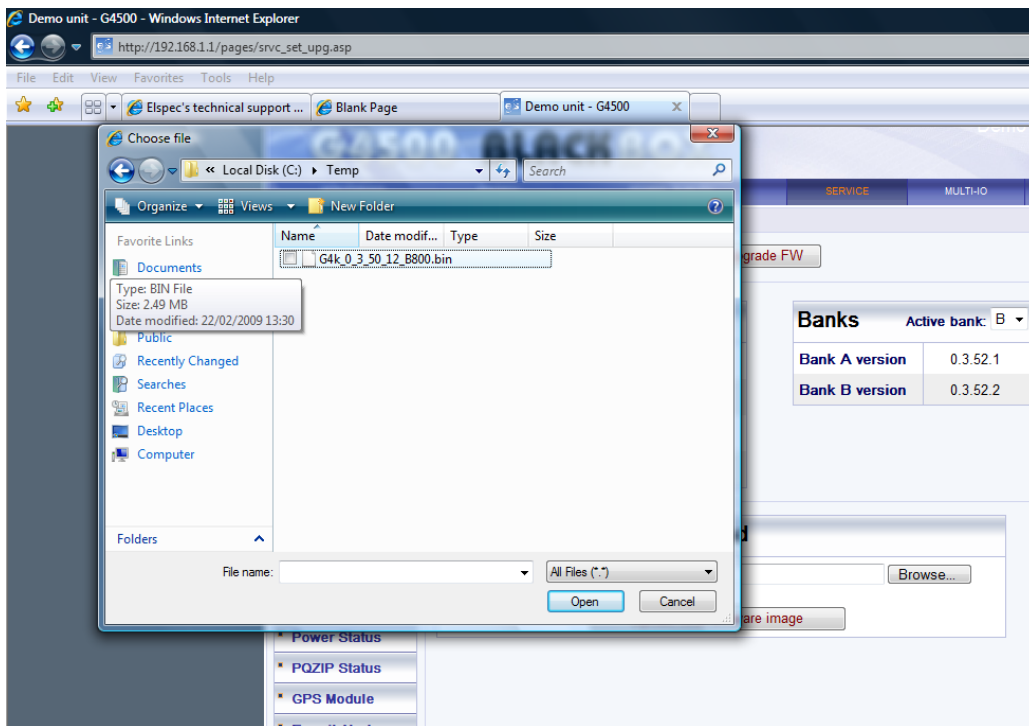 Demo unit - G4500 - Windows Internet Explorer
http://192.168.1.1/pages/srvc_set_upg.asp
File Edit View Favorites Tools Help
Elspec's technical support ... Blank Page Demo unit - G4500
Choose file
G4500 BLACKBOX
« Local Disk (C:) Temp Search
SERVICE MULTI-IO
Organize Views New Folder
Favorite Links
Name Date modif... Type Size
grade FW
G4k_0_3_50_12_B800.bin
Documents
Type: BIN File
Size: 2.49 MB
Date modified: 22/02/2009 13:30
Public
Recently Changed
Searches
Recent Places
Desktop
Computer
Banks Active bank: B
Bank A version 0.3.52.1
Bank B version 0.3.52.2
Folders
File name: All Files (*.*)
Browse...
Open Cancel
are image
Power Status
PQZIP Status
GPS Module